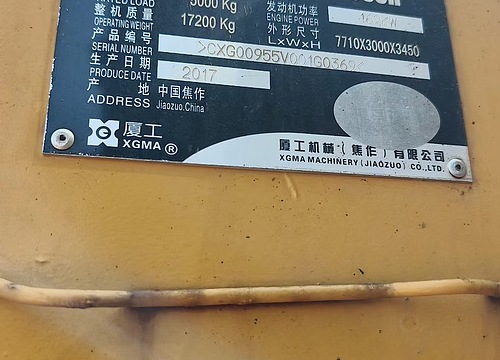 5000 Kg
整机质量
OPERATING WEIGHT 17200 Kg
产品编号
SERIAL NUMBER
生产日期
PRODUCE DATE 2017
产 地 中国焦作
ADDRESS Jiaozuo.China
发动机功率
ENGINE POWER
外形尺寸
LxWxH 7710X3000X3450
厦工
XGMA ®
厦工机械（焦作）有限公司
XGMA MACHINERY (JIAOZUO) CO.,LTD.